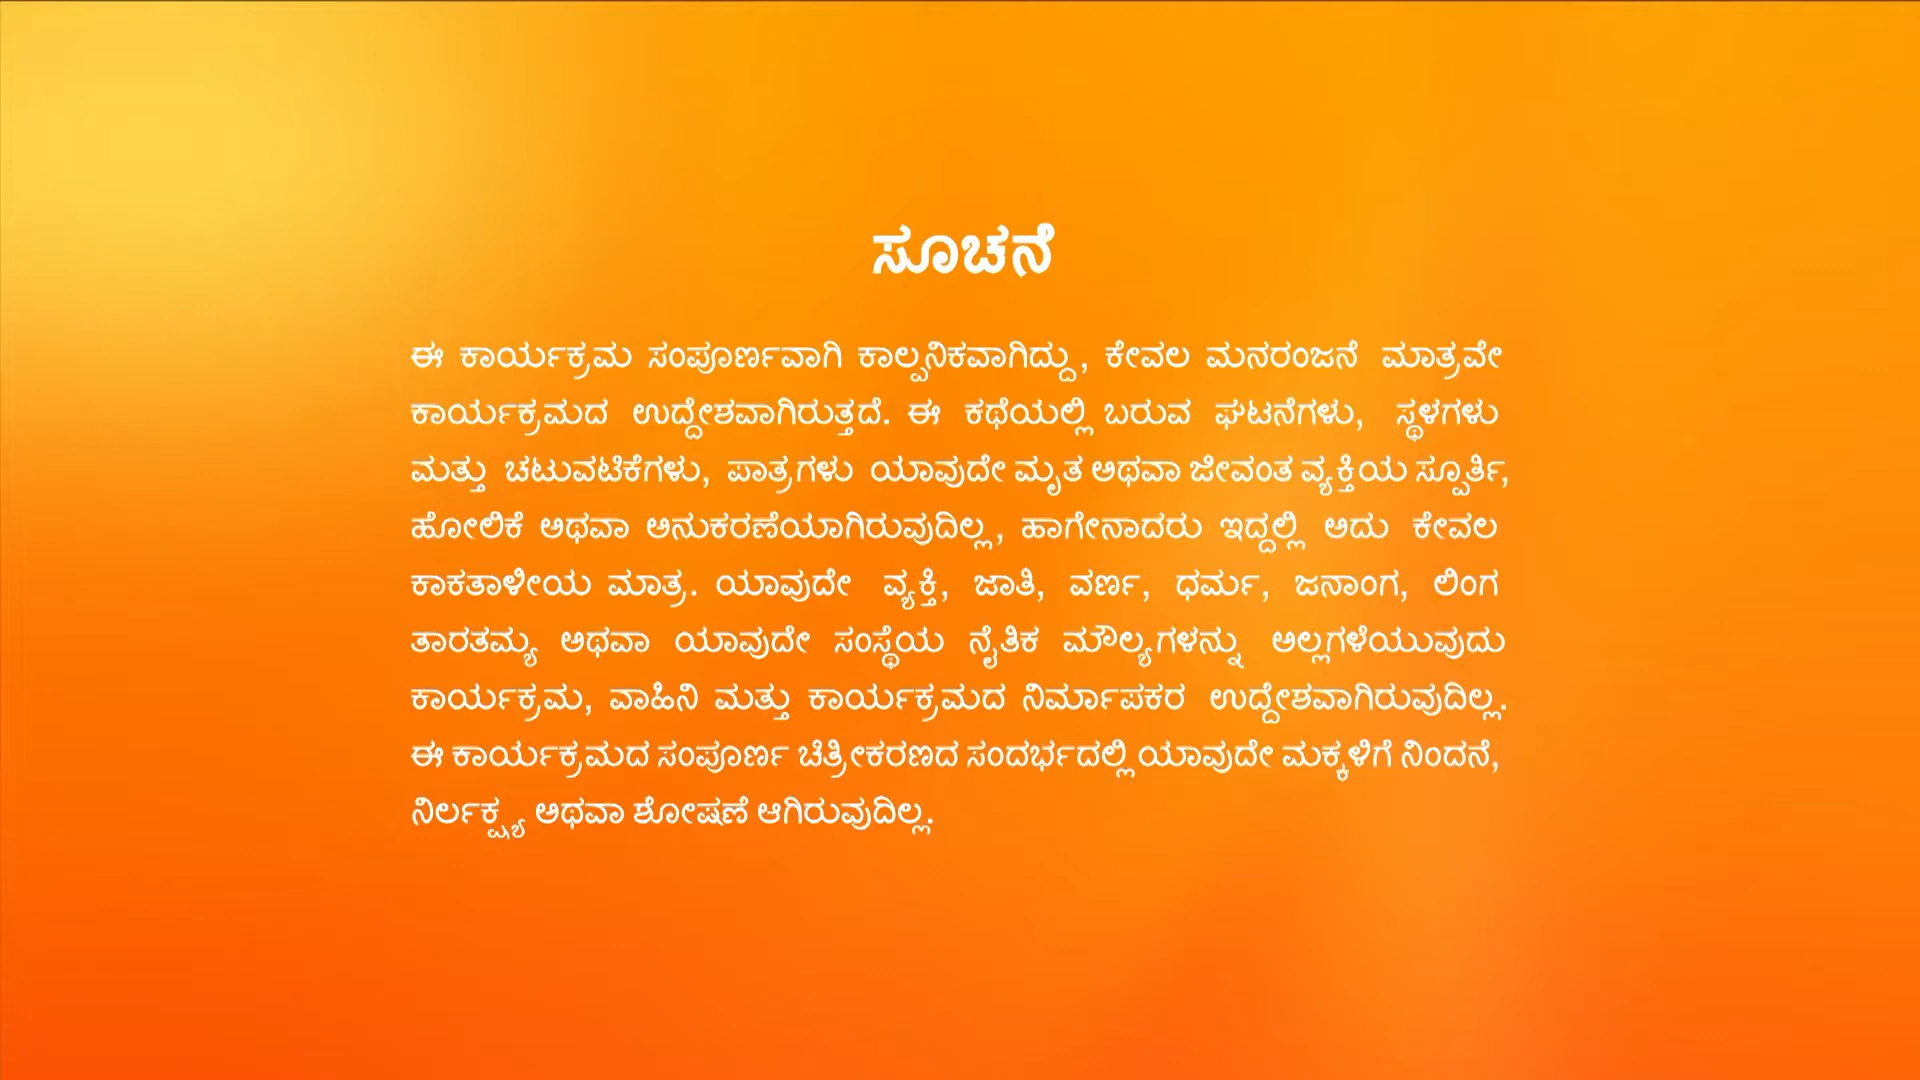 ಸೂಚನೆ
ಈ ಕಾರ್ಯಕ್ರಮ ಸಂಪೂರ್ಣವಾಗಿ ಕಾಲ್ಪನಿಕವಾಗಿದ್ದು, ಕೇವಲ ಮನರಂಜನೆ ಮಾತ್ರವೇ
ಕಾರ್ಯಕ್ರಮದ ಉದ್ದೇಶವಾಗಿರುತ್ತದೆ. ಈ ಕಥೆಯಲ್ಲಿ ಬರುವ ಘಟನೆಗಳು, ಸ್ಥಳಗಳು
ಮತ್ತು ಚಟುವಟಿಕೆಗಳು, ಪಾತ್ರಗಳು ಯಾವುದೇ ಮೃತ ಅಥವಾ ಜೀವಂತ ವ್ಯಕ್ತಿಯ ಸ್ಪೂರ್ತಿ,
ಹೋಲಿಕೆ ಅಥವಾ ಅನುಕರಣೆಯಾಗಿರುವುದಿಲ್ಲ, ಹಾಗೇನಾದರು ಇದ್ದಲ್ಲಿ ಅದು ಕೇವಲ
ಕಾಕತಾಳೀಯ ಮಾತ್ರ. ಯಾವುದೇ ವ್ಯಕ್ತಿ, ಜಾತಿ, ವರ್ಣ, ಧರ್ಮ, ಜನಾಂಗ, ಲಿಂಗ
ತಾರತಮ್ಯ ಅಥವಾ ಯಾವುದೇ ಸಂಸ್ಥೆಯ ನೈತಿಕ ಮೌಲ್ಯಗಳನ್ನು ಅಲ್ಲಗಳೆಯುವುದು
ಕಾರ್ಯಕ್ರಮ, ವಾಹಿನಿ ಮತ್ತು ಕಾರ್ಯಕ್ರಮದ ನಿರ್ಮಾಪಕರ ಉದ್ದೇಶವಾಗಿರುವುದಿಲ್ಲ.
ಈ ಕಾರ್ಯಕ್ರಮದ ಸಂಪೂರ್ಣ ಚಿತ್ರೀಕರಣದ ಸಂದರ್ಭದಲ್ಲಿ ಯಾವುದೇ ಮಕ್ಕಳಿಗೆ ನಿಂದನೆ,
ನಿರ್ಲಕ್ಷ್ಯ ಅಥವಾ ಶೋಷಣೆ ಆಗಿರುವುದಿಲ್ಲ.